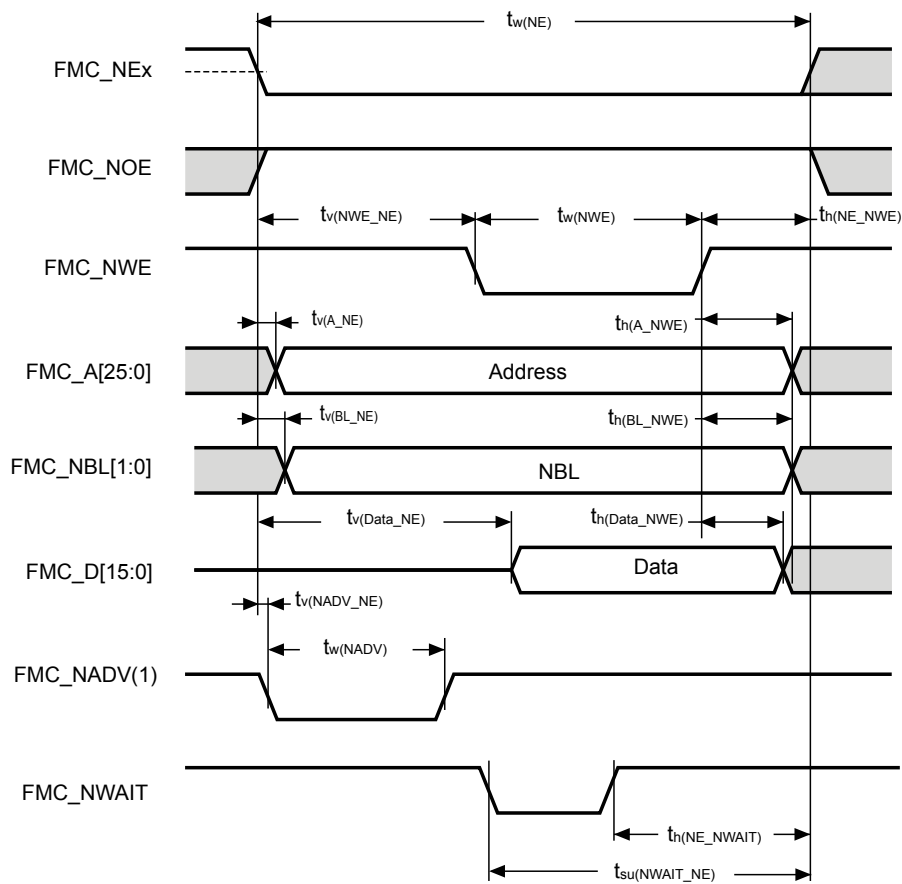 tw(NE)
FMC_NEx
FMC_NOE
tv(NWE_NE)
tw(NWE)
th(NE_NWE)
FMC_NWE
tv(A_NE)
th(A_NWE)
FMC_A[25:0]
Address
tv(BL_NE)
th(BL_NWE)
FMC_NBL[1:0]
NBL
tv(Data_NE)
th(Data_NWE)
FMC_D[15:0]
Data
tv(NADV_NE)
tw(NADV)
FMC_NADV(1)
FMC_NWAIT
th(NE_NWAIT)
tsu(NWAIT_NE)